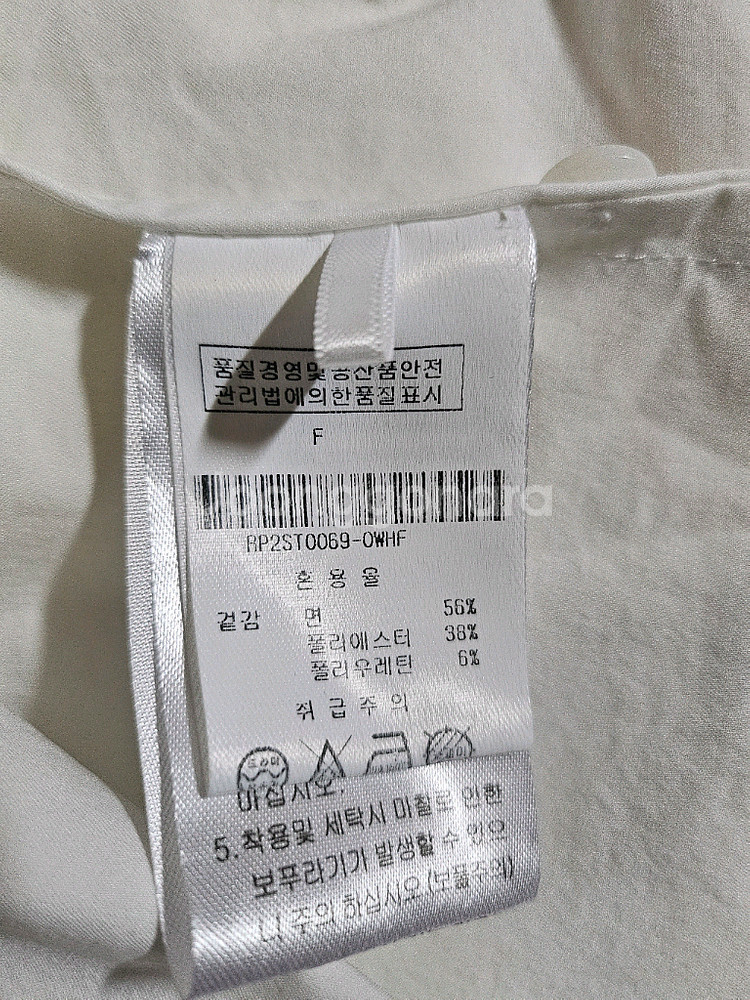 품질경영및공산품안전
관리법에의한품질표시
F
joonggonara
RP2ST0069-OWHF
혼용율
겉감 면 56%
폴리에스터 38%
폴리우레탄 6%
취급주의
드라이
마십시오.
5.착용및 세탁시 마찰로 인한
보푸라기가 발생할 수 있으
니 주의 하십시오(보풀주의)